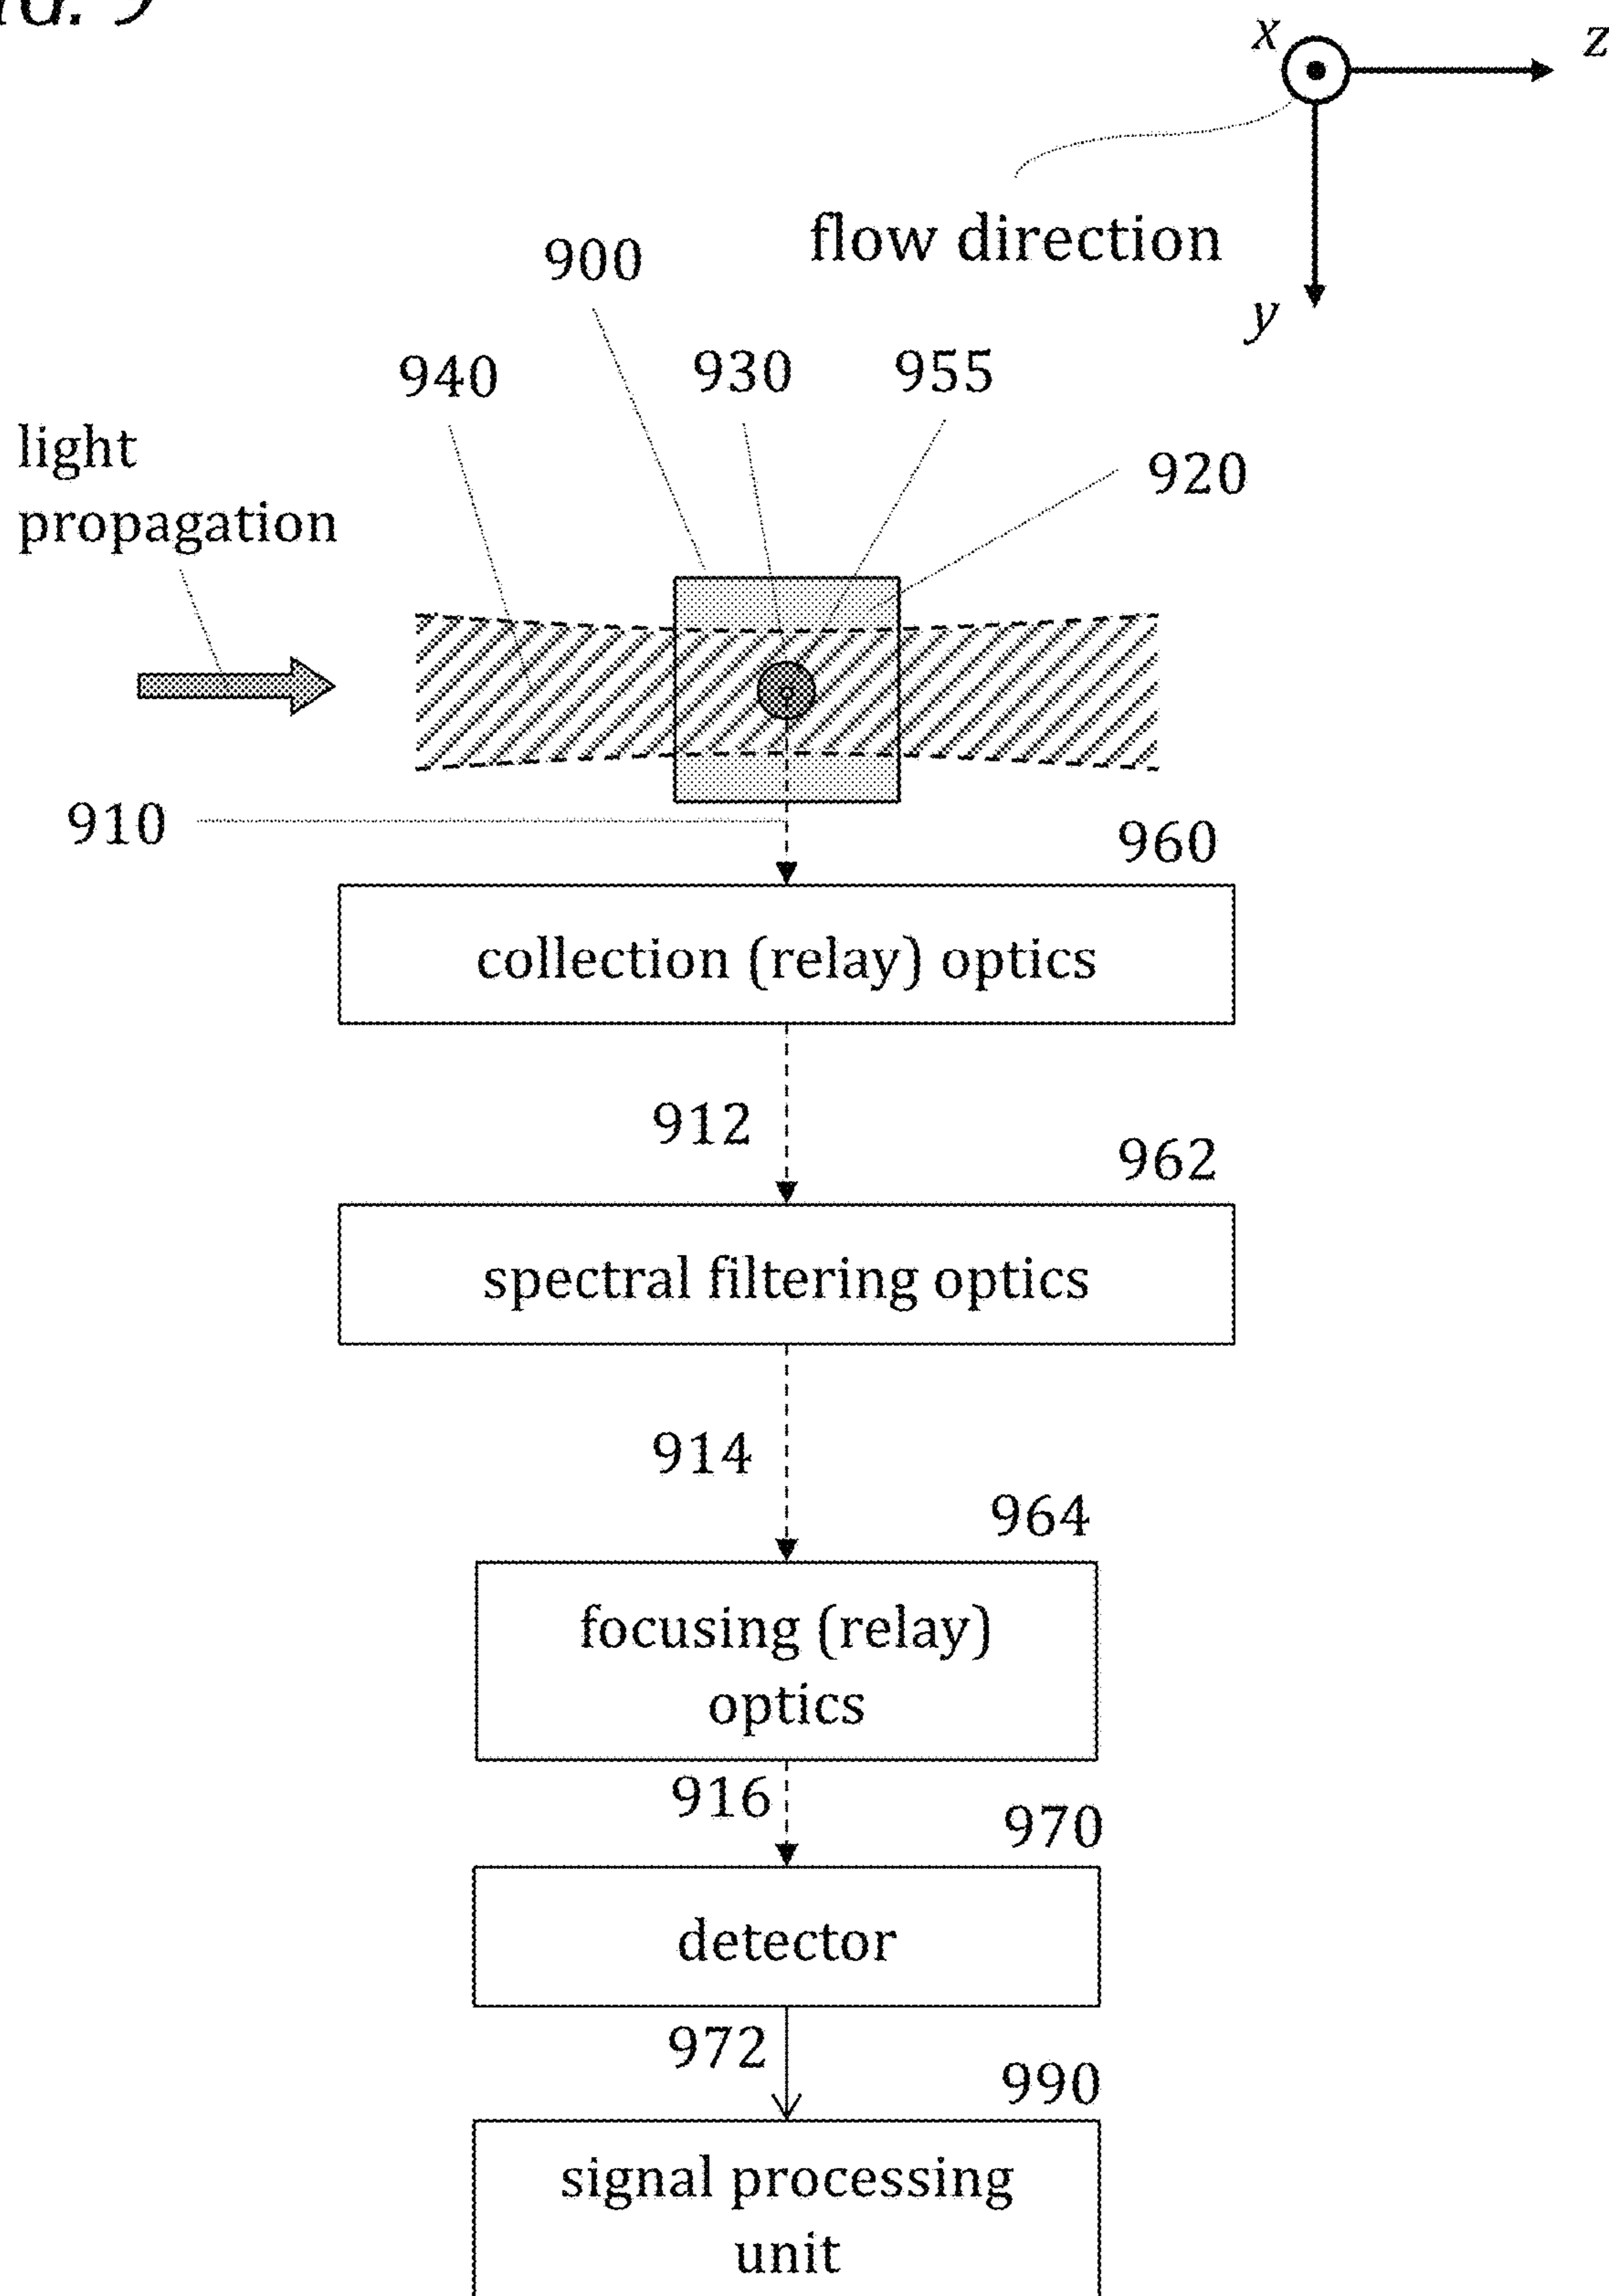 9
x
z
flow direction
y
900
940
930
955
920
light
propagation
910
960
collection (relay) optics
912
962
spectral filtering optics
914
964
focusing (relay)
optics
916
970
detector
972
990
signal processing
unit